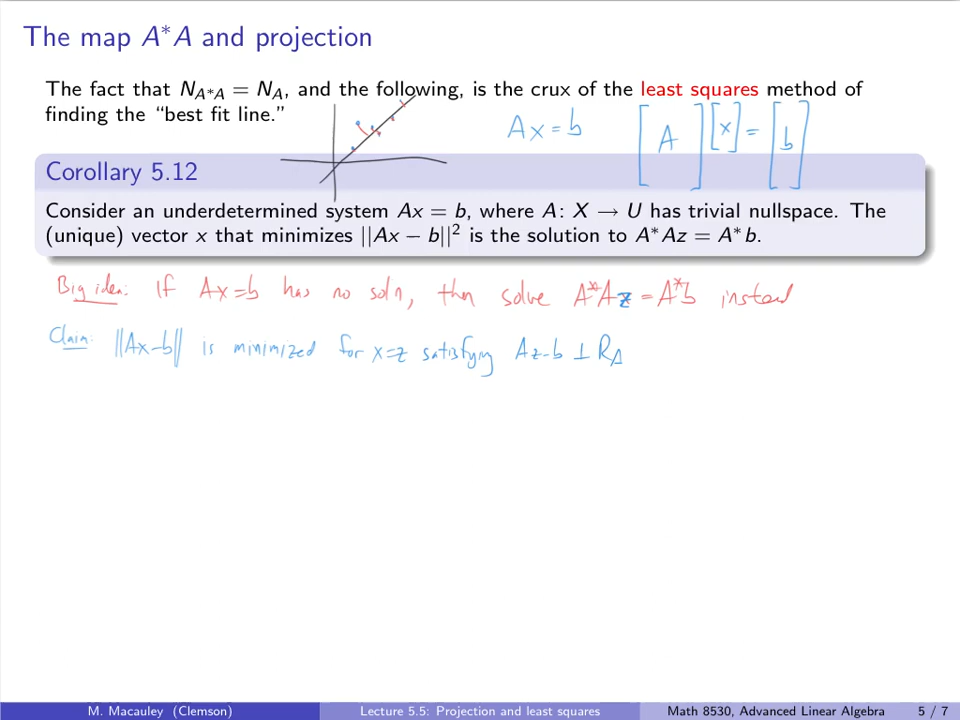 The map A*A and projection
The fact that N_{A*A} = N_A, and the following, is the crux of the least squares method of
finding the “best fit line.”
Ax = b [A] [x] = [b]
Corollary 5.12
Consider an underdetermined system Ax = b, where A: X → U has trivial nullspace. The
(unique) vector x that minimizes ||Ax − b||² is the solution to A*Az = A*b.
Big idea: If Ax=b has no soln, then solve A*Az = A*b instead
Claim: ||Ax−b|| is minimized for x=z satisfying Az−b ⊥ R_A
M. Macauley (Clemson) Lecture 5.5: Projection and least squares Math 8530, Advanced Linear Algebra 5 / 7